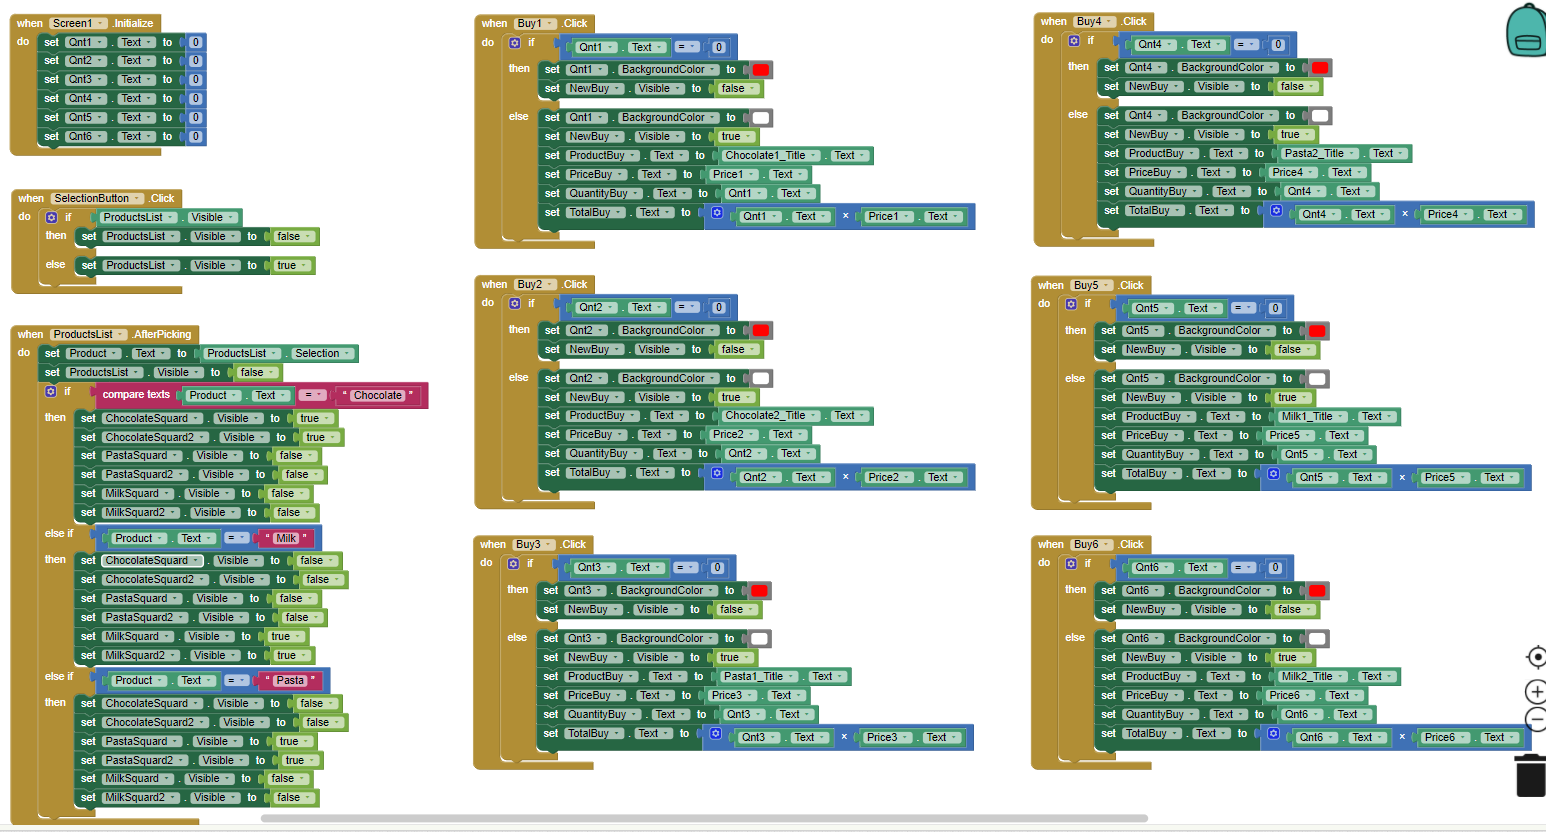 when Screen1 .Initialize
do set Qnt1 . Text to 0
set Qnt2 . Text to 0
set Qnt3 . Text to 0
set Qnt4 . Text to 0
set Qnt5 . Text to 0
set Qnt6 . Text to 0
when SelectionButton .Click
do if ProductsList . Visible
then set ProductsList . Visible to false
else set ProductsList . Visible to true
when ProductsList .AfterPicking
do set Product . Text to ProductsList . Selection
set ProductsList . Visible to false
if compare texts Product . Text = " Chocolate "
then set ChocolateSquard . Visible to true
set ChocolateSquard2 . Visible to true
set PastaSquard . Visible to false
set PastaSquard2 . Visible to false
set MilkSquard . Visible to false
set MilkSquard2 . Visible to false
else if Product . Text = " Milk "
then set ChocolateSquard . Visible to false
set ChocolateSquard2 . Visible to false
set PastaSquard . Visible to false
set PastaSquard2 . Visible to false
set MilkSquard . Visible to true
set MilkSquard2 . Visible to true
else if Product . Text = " Pasta "
then set ChocolateSquard . Visible to false
set ChocolateSquard2 . Visible to false
set PastaSquard . Visible to true
set PastaSquard2 . Visible to true
set MilkSquard . Visible to false
set MilkSquard2 . Visible to false
when Buy1 .Click
do if Qnt1 . Text = 0
then set Qnt1 . BackgroundColor to
set NewBuy . Visible to false
else set Qnt1 . BackgroundColor to
set NewBuy . Visible to true
set ProductBuy . Text to Chocolate1_Title . Text
set PriceBuy . Text to Price1 . Text
set QuantityBuy . Text to Qnt1 . Text
set TotalBuy . Text to Qnt1 . Text × Price1 . Text
when Buy2 .Click
do if Qnt2 . Text = 0
then set Qnt2 . BackgroundColor to
set NewBuy . Visible to false
else set Qnt2 . BackgroundColor to
set NewBuy . Visible to true
set ProductBuy . Text to Chocolate2_Title . Text
set PriceBuy . Text to Price2 . Text
set QuantityBuy . Text to Qnt2 . Text
set TotalBuy . Text to Qnt2 . Text × Price2 . Text
when Buy3 .Click
do if Qnt3 . Text = 0
then set Qnt3 . BackgroundColor to
set NewBuy . Visible to false
else set Qnt3 . BackgroundColor to
set NewBuy . Visible to true
set ProductBuy . Text to Pasta1_Title . Text
set PriceBuy . Text to Price3 . Text
set QuantityBuy . Text to Qnt3 . Text
set TotalBuy . Text to Qnt3 . Text × Price3 . Text
when Buy4 .Click
do if Qnt4 . Text = 0
then set Qnt4 . BackgroundColor to
set NewBuy . Visible to false
else set Qnt4 . BackgroundColor to
set NewBuy . Visible to true
set ProductBuy . Text to Pasta2_Title . Text
set PriceBuy . Text to Price4 . Text
set QuantityBuy . Text to Qnt4 . Text
set TotalBuy . Text to Qnt4 . Text × Price4 . Text
when Buy5 .Click
do if Qnt5 . Text = 0
then set Qnt5 . BackgroundColor to
set NewBuy . Visible to false
else set Qnt5 . BackgroundColor to
set NewBuy . Visible to true
set ProductBuy . Text to Milk1_Title . Text
set PriceBuy . Text to Price5 . Text
set QuantityBuy . Text to Qnt5 . Text
set TotalBuy . Text to Qnt5 . Text × Price5 . Text
when Buy6 .Click
do if Qnt6 . Text = 0
then set Qnt6 . BackgroundColor to
set NewBuy . Visible to false
else set Qnt6 . BackgroundColor to
set NewBuy . Visible to true
set ProductBuy . Text to Milk2_Title . Text
set PriceBuy . Text to Price6 . Text
set QuantityBuy . Text to Qnt6 . Text
set TotalBuy . Text to Qnt6 . Text × Price6 . Text